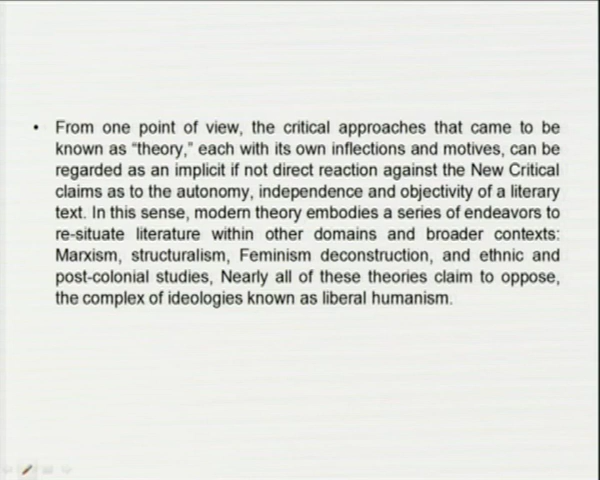 • From one point of view, the critical approaches that came to be
known as "theory," each with its own inflections and motives, can be
regarded as an implicit if not direct reaction against the New Critical
claims as to the autonomy, independence and objectivity of a literary
text. In this sense, modern theory embodies a series of endeavors to
re-situate literature within other domains and broader contexts:
Marxism, structuralism, Feminism deconstruction, and ethnic and
post-colonial studies, Nearly all of these theories claim to oppose,
the complex of ideologies known as liberal humanism.